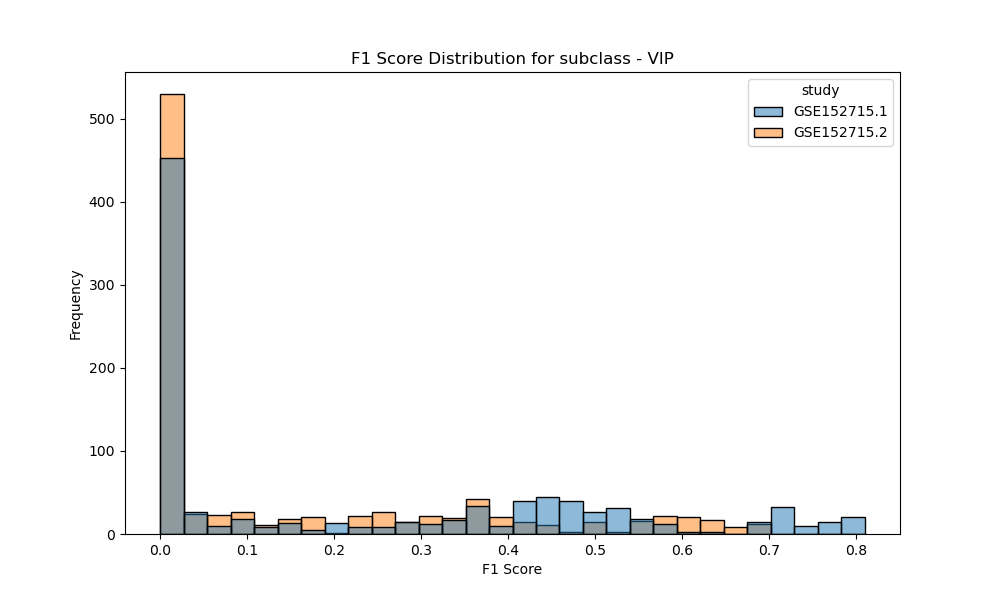 F1 Score Distribution for subclass - VIP
study
GSE152715.1
GSE152715.2
Frequency
500
400
300
200
100
0
0.0 0.1 0.2 0.3 0.4 0.5 0.6 0.7 0.8
F1 Score